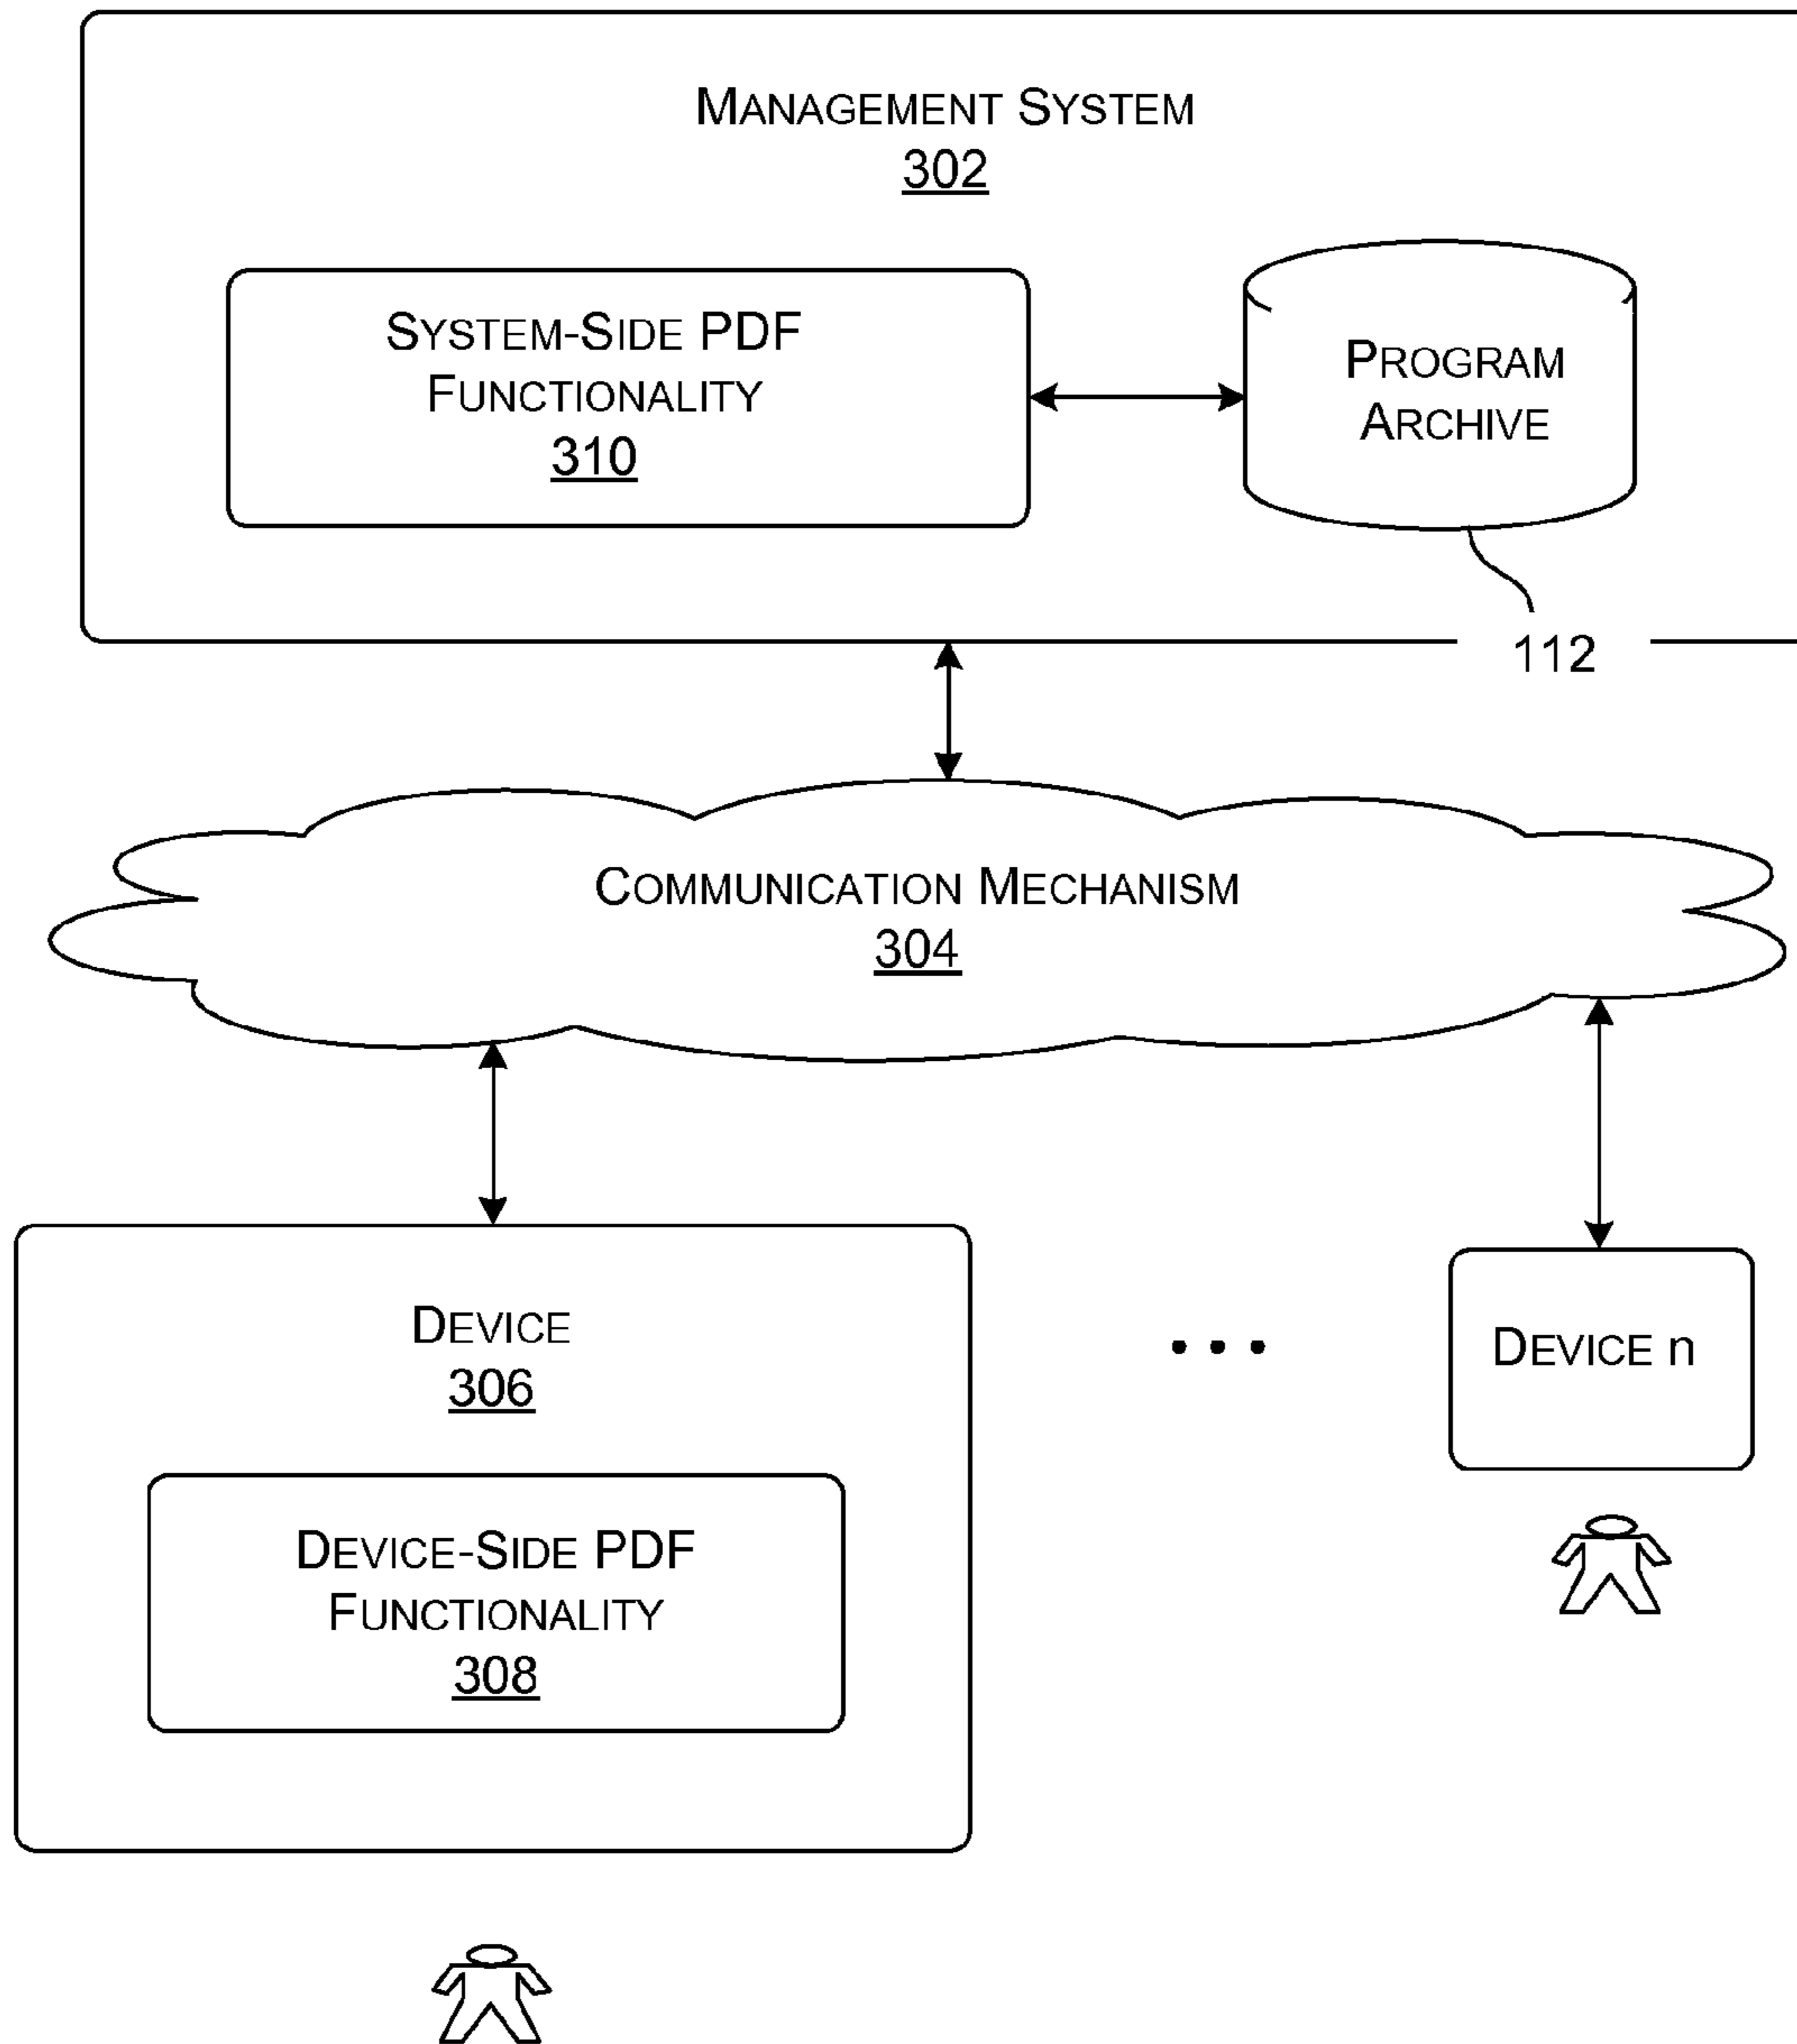 MANAGEMENT SYSTEM
302
SYSTEM-SIDE PDF
FUNCTIONALITY
310
PROGRAM
ARCHIVE
112
COMMUNICATION MECHANISM
304
DEVICE
306
• • •
DEVICE n
DEVICE-SIDE PDF
FUNCTIONALITY
308